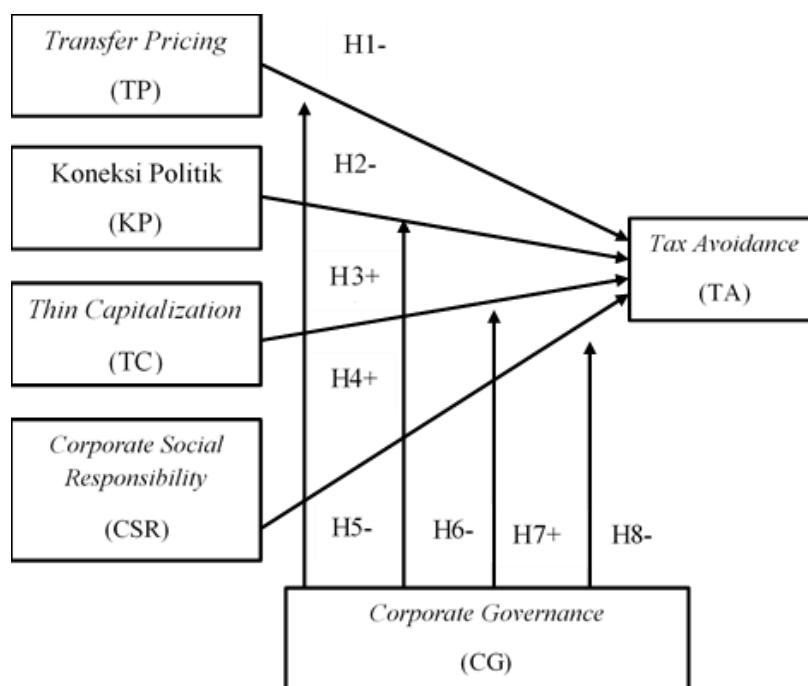 Transfer Pricing
(TP)
H1-
Koneksi Politik
(KP)
H2-
Tax Avoidance
(TA)
Thin Capitalization
(TC)
H3+
H4+
Corporate Social
Responsibility
(CSR)
H5-
H6-
H7+
H8-
Corporate Governance
(CG)